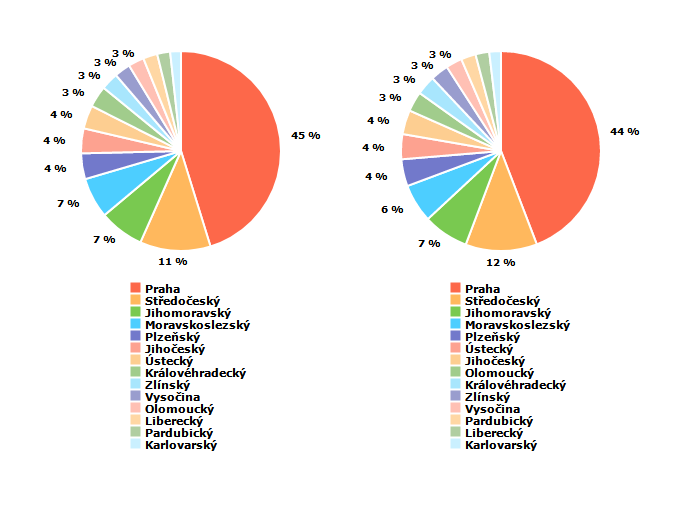 3 %
3 %
3 %
3 %
4 %
4 %
4 %
7 %
7 %
11 %
45 %
3 %
3 %
3 %
3 %
4 %
4 %
4 %
6 %
7 %
12 %
44 %
Praha
Středočeský
Jihomoravský
Moravskoslezský
Plzeňský
Jihočeský
Ústecký
Královéhradecký
Zlínský
Vysočina
Olomoucký
Liberecký
Pardubický
Karlovarský
Praha
Středočeský
Jihomoravský
Moravskoslezský
Plzeňský
Ústecký
Jihočeský
Olomoucký
Královéhradecký
Zlínský
Vysočina
Pardubický
Liberecký
Karlovarský